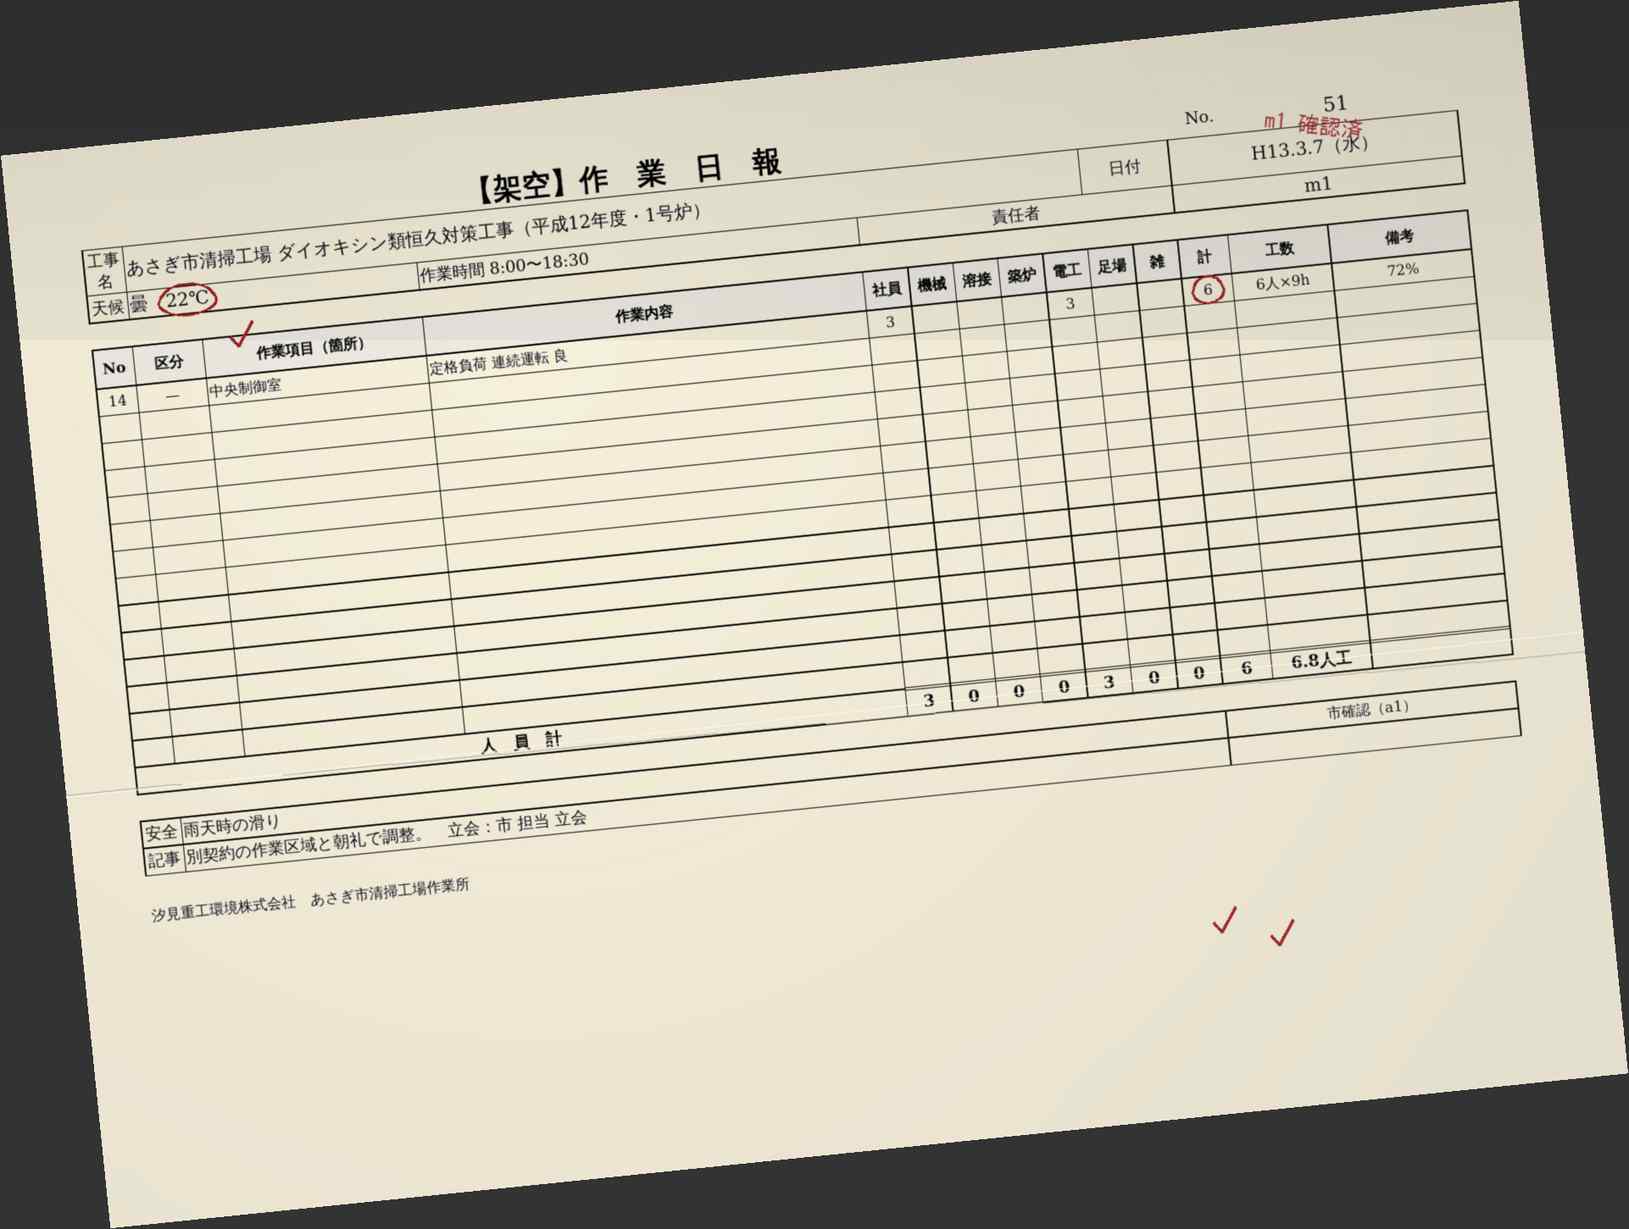 No. 51
m1 確認済
【架空】作 業 日 報
工事名 あさぎ市清掃工場 ダイオキシン類恒久対策工事（平成12年度・1号炉） 日付 H13.3.7（水）
天候 曇 22℃ 作業時間 8:00〜18:30 責任者 m1
No 区分 作業項目（箇所） 作業内容 社員 機械 溶接 築炉 電工 足場 雑 計 工数 備考
14 — 中央制御室 定格負荷 連続運転 良 3 3 6 6人×9h 72%
人 員 計 3 0 0 0 3 0 0 6 6.8人工
安全 雨天時の滑り 市確認（a1）
記事 別契約の作業区域と朝礼で調整。 立会：市 担当 立会
汐見重工環境株式会社 あさぎ市清掃工場作業所